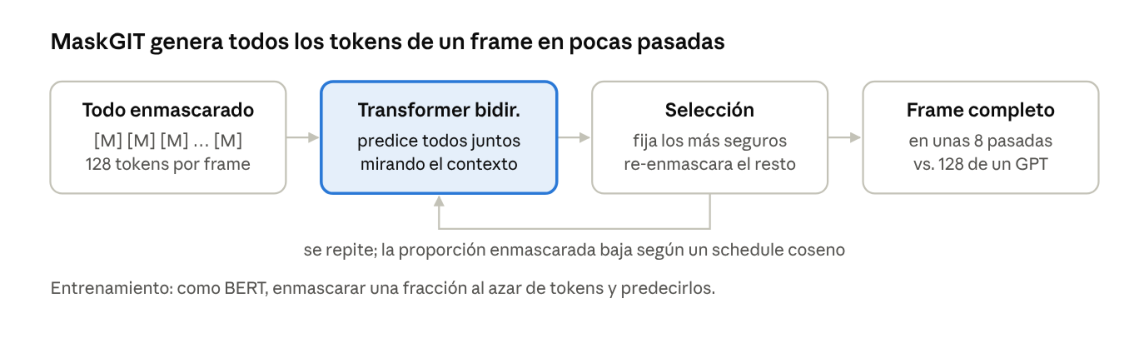 MaskGIT genera todos los tokens de un frame en pocas pasadas
Todo enmascarado
[M] [M] [M] ... [M]
128 tokens por frame
Transformer bidir.
predice todos juntos
mirando el contexto
Selección
fija los más seguros
re-enmascara el resto
Frame completo
en unas 8 pasadas
vs. 128 de un GPT
se repite; la proporción enmascarada baja según un schedule coseno
Entrenamiento: como BERT, enmascarar una fracción al azar de tokens y predecirlos.